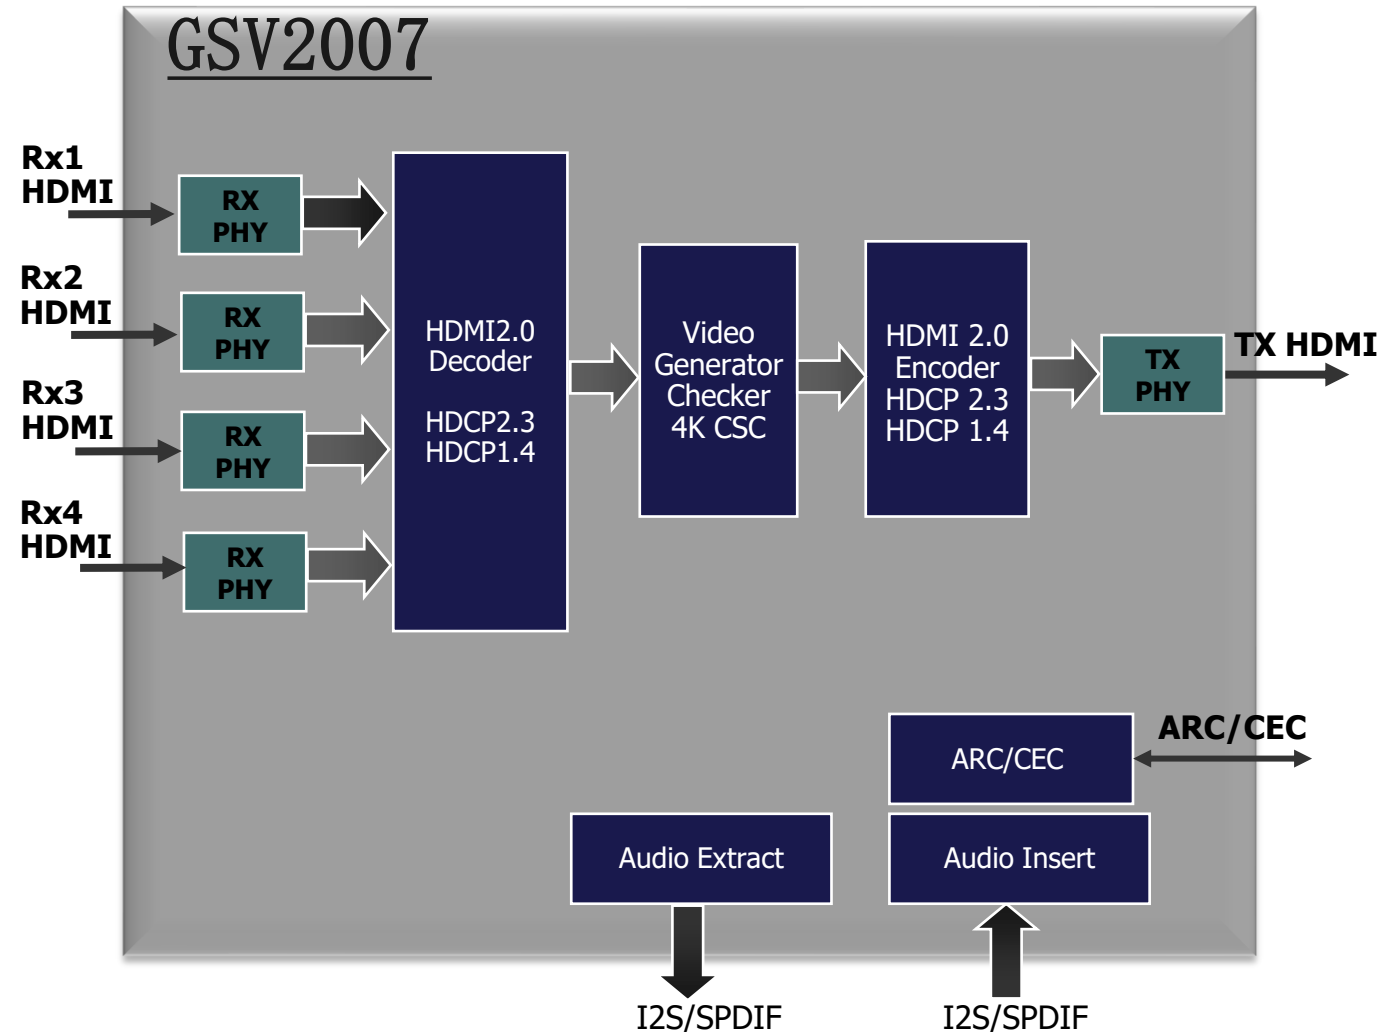 GSV2007
Rx1
HDMI
RX
PHY
Rx2
HDMI
RX
PHY
Rx3
HDMI
RX
PHY
Rx4
HDMI
RX
PHY
HDMI2.0
Decoder
HDCP2.3
HDCP1.4
Video
Generator
Checker
4K CSC
HDMI 2.0
Encoder
HDCP 2.3
HDCP 1.4
TX
PHY
TX HDMI
ARC/CEC
ARC/CEC
Audio Extract
Audio Insert
I2S/SPDIF
I2S/SPDIF